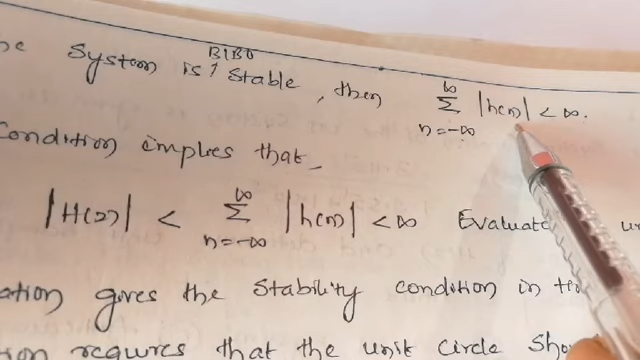 System is BIBO stable, then ∞ Σ n=-∞ |h(n)| < ∞.
Condition implies that
|H(z)| < ∞ Σ n=-∞ |h(n)| < ∞ Evaluate
gives the stability condition in
requires that the unit circle